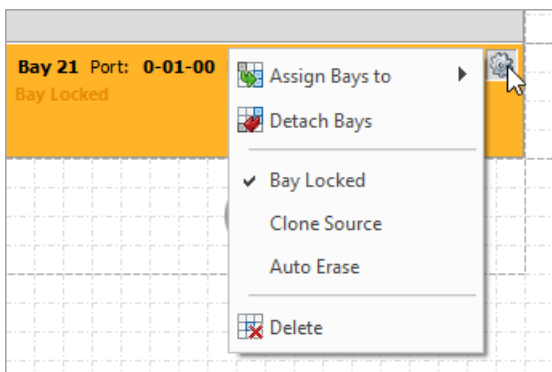 Bay 21 Port: 0-01-00
Bay Locked
Assign Bays to
Detach Bays
Bay Locked
Clone Source
Auto Erase
Delete